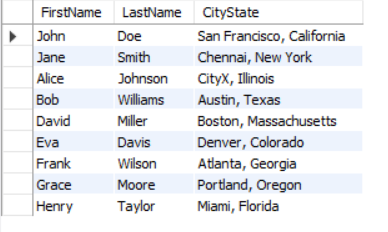 FirstName LastName CityState
John Doe San Francisco, California
Jane Smith Chennai, New York
Alice Johnson CityX, Illinois
Bob Williams Austin, Texas
David Miller Boston, Massachusetts
Eva Davis Denver, Colorado
Frank Wilson Atlanta, Georgia
Grace Moore Portland, Oregon
Henry Taylor Miami, Florida